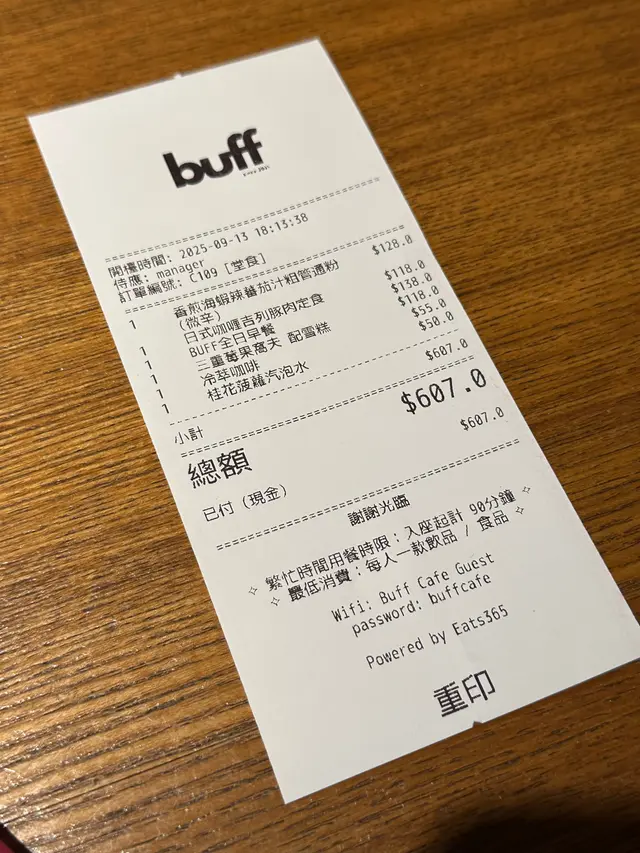 buff
開檯時間: 2025-09-13 18:13:38
侍應: manager
訂單編號: C109 [堂食]
1 香煎海蝦辣蕃茄汁粗管通粉 $128.0
(微辛)
1 日式咖喱吉列豚肉定食 $118.0
1 BUFF全日早餐 $138.0
1 二重莓果窩夫 配雪糕 $118.0
1 冷萃咖啡 $55.0
1 桂花菠蘿汽泡水 $50.0
小計 $607.0
總額 $607.0
已付 (現金) $607.0
謝謝光臨
✧ 繁忙時間用餐時限：入座起計 90分鐘 ✧
✧ 最低消費：每人一款飲品 / 食品 ✧
Wifi: Buff Cafe Guest
password: buffcafe
Powered by Eats365
重印